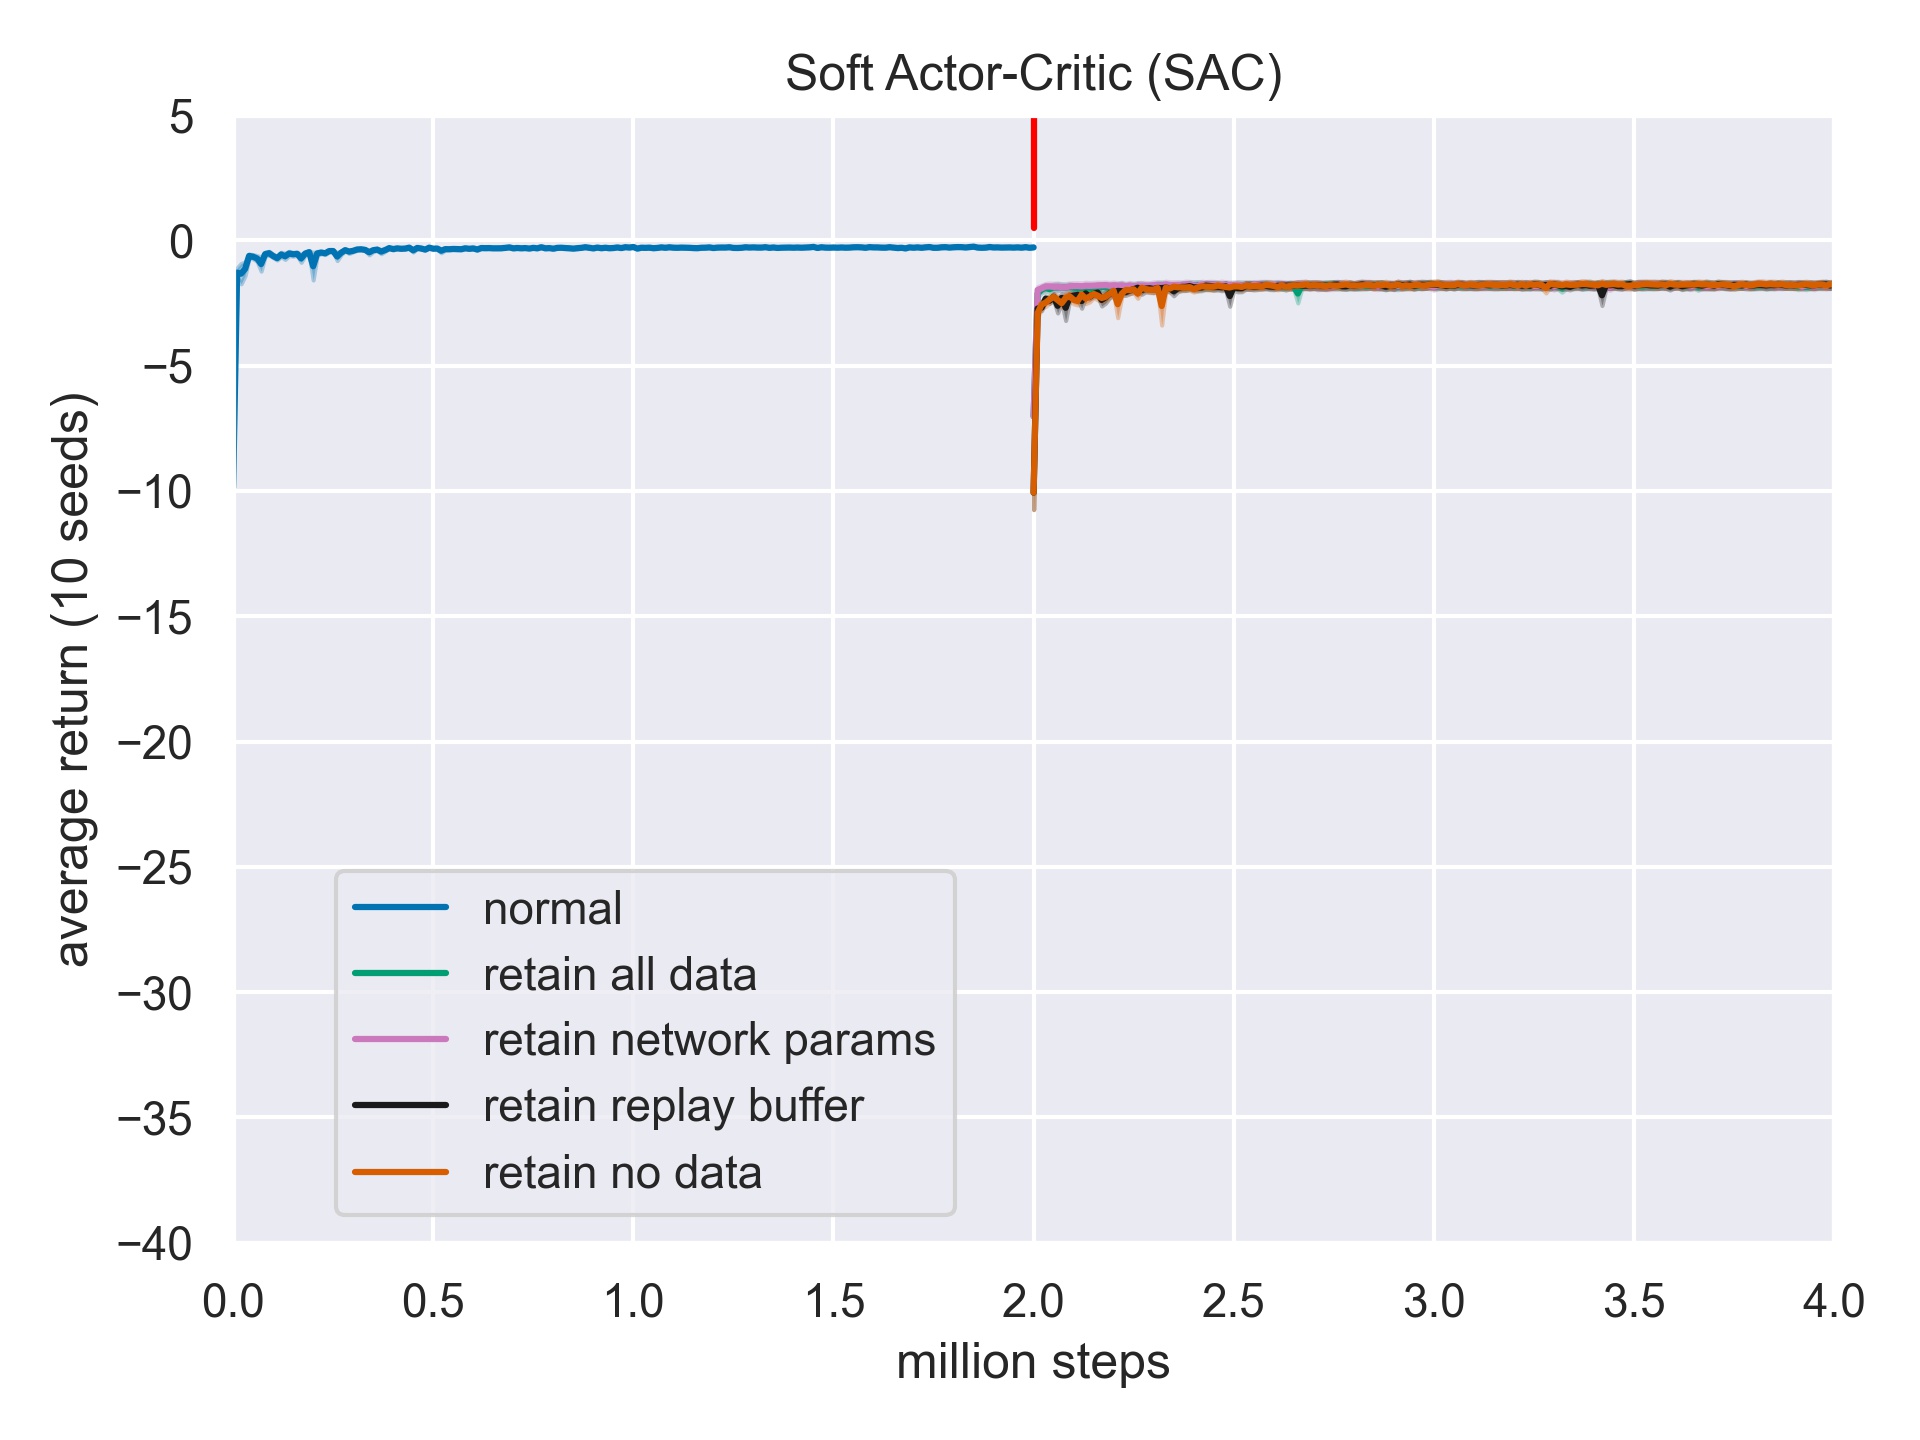 Soft Actor-Critic (SAC)
5
0
−5
−10
−15
−20
−25
−30
−35
−40
average return (10 seeds)
normal
retain all data
retain network params
retain replay buffer
retain no data
0.0 0.5 1.0 1.5 2.0 2.5 3.0 3.5 4.0
million steps